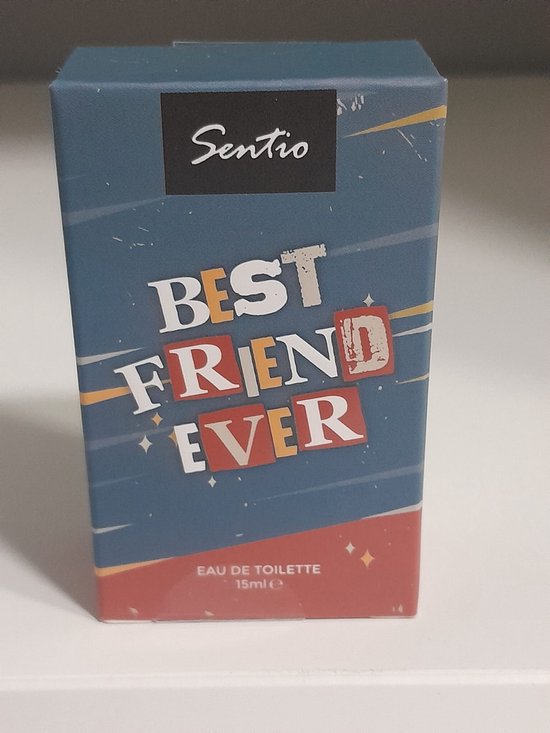 Sentio
BEST
FRIEND
EVER
EAU DE TOILETTE
15ml ℮